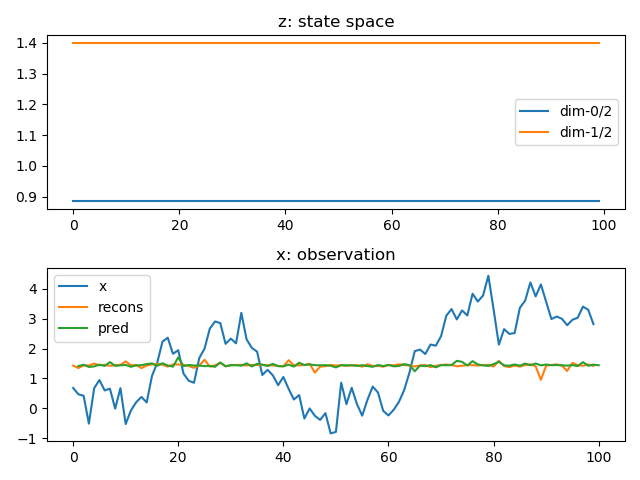 z: state space
1.4
1.3
1.2
1.1
1.0
0.9
dim-0/2
dim-1/2
0 20 40 60 80 100
x: observation
4
3
2
1
0
−1
x
recons
pred
0 20 40 60 80 100